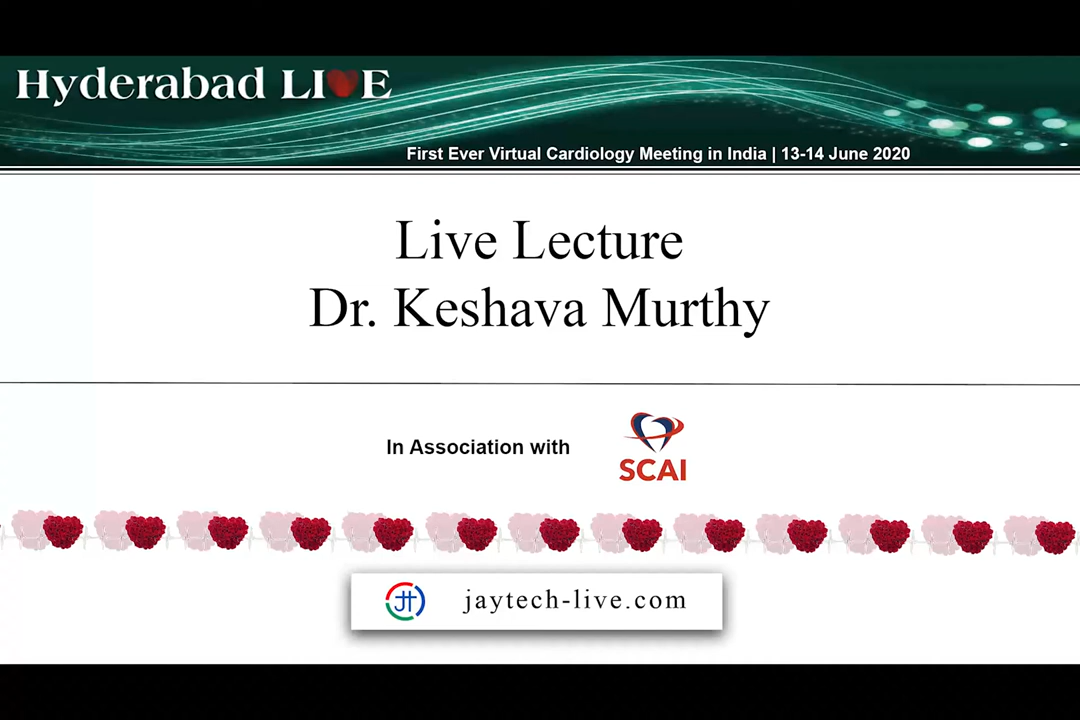 Hyderabad LIVE
First Ever Virtual Cardiology Meeting in India | 13-14 June 2020
Live Lecture
Dr. Keshava Murthy
In Association with
SCAI
jaytech-live.com